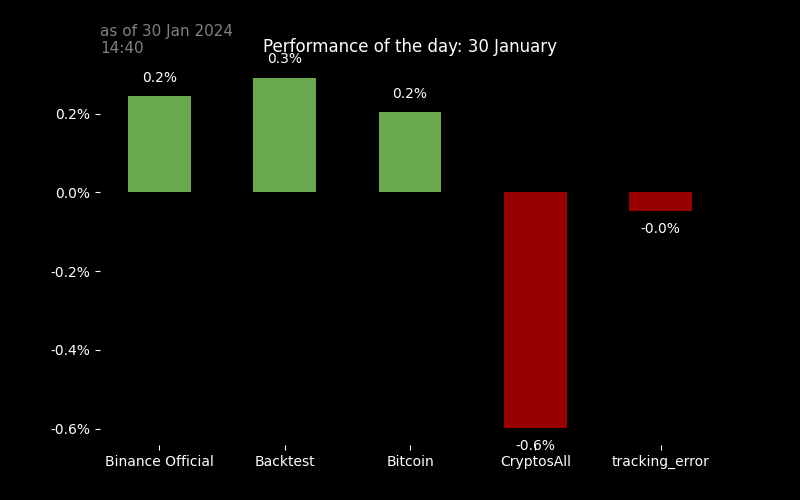 as of 30 Jan 2024
14:40
Performance of the day: 30 January
0.2%
0.3%
0.2%
-0.6%
-0.0%
0.2%
0.0%
-0.2%
-0.4%
-0.6%
Binance Official
Backtest
Bitcoin
CryptosAll
tracking_error